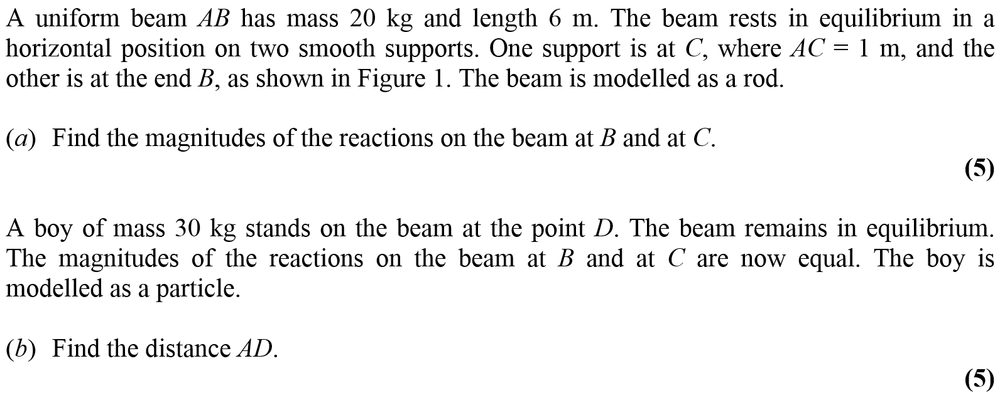 A uniform beam AB has mass 20 kg and length 6 m. The beam rests in equilibrium in a
horizontal position on two smooth supports. One support is at C, where AC = 1 m, and the
other is at the end B, as shown in Figure 1. The beam is modelled as a rod.
(a) Find the magnitudes of the reactions on the beam at B and at C.
(5)
A boy of mass 30 kg stands on the beam at the point D. The beam remains in equilibrium.
The magnitudes of the reactions on the beam at B and at C are now equal. The boy is
modelled as a particle.
(b) Find the distance AD.
(5)